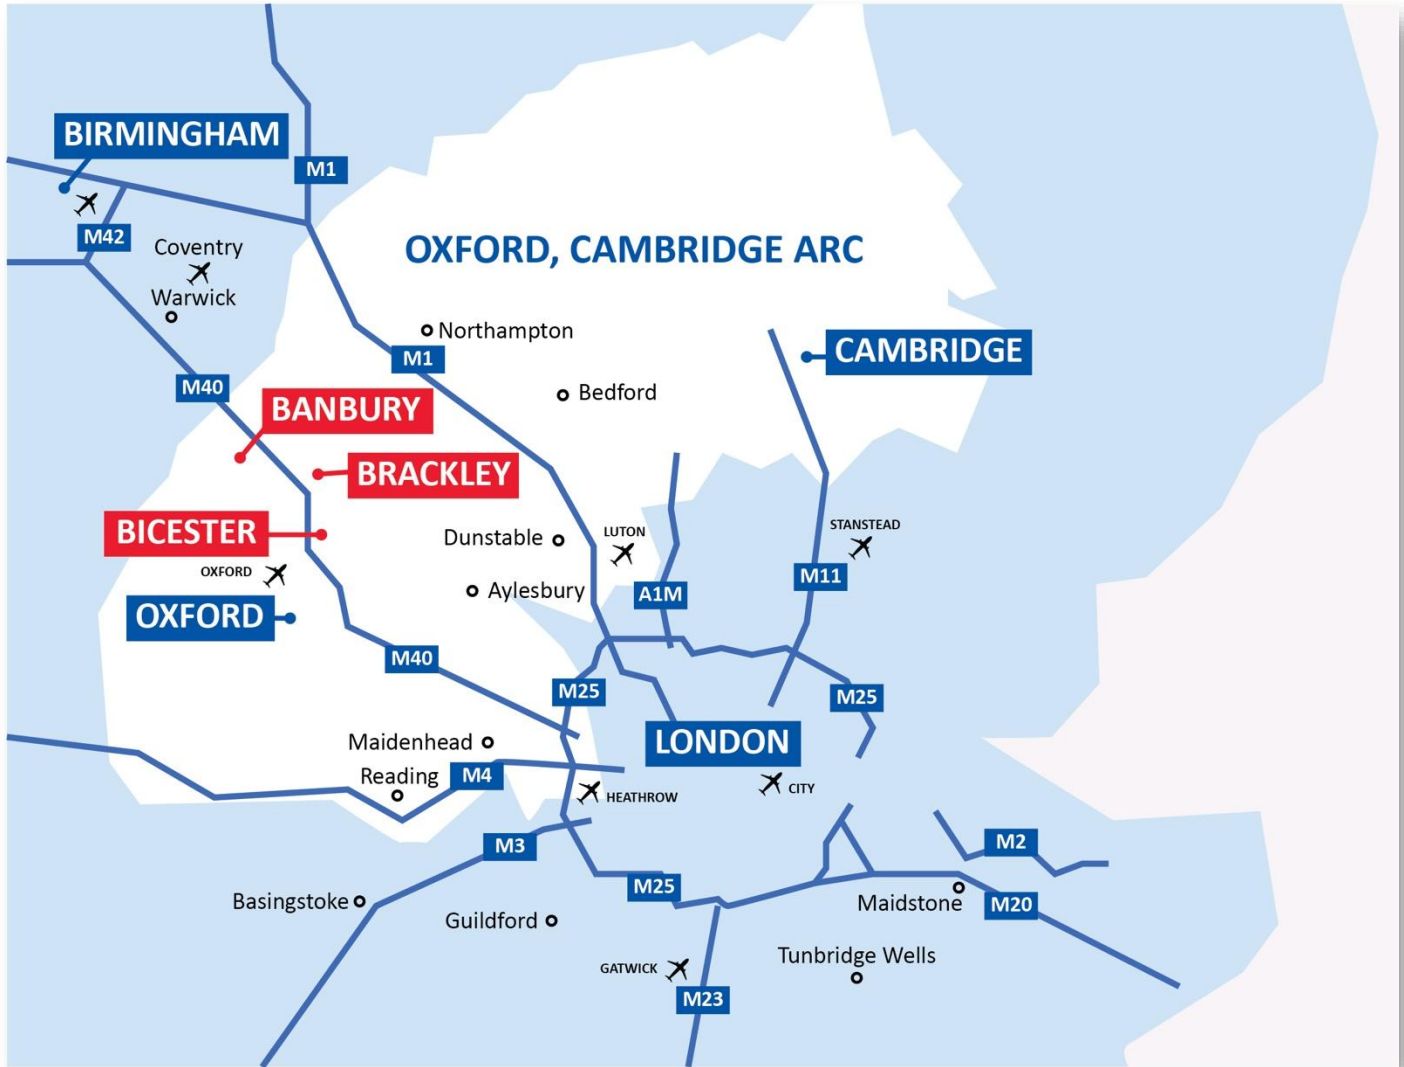 BIRMINGHAM
M1
M42
Coventry
OXFORD, CAMBRIDGE ARC
Warwick
Northampton
CAMBRIDGE
M1
M40
Bedford
BANBURY
BRACKLEY
BICESTER
STANSTEAD
LUTON
Dunstable
OXFORD
M11
Aylesbury
A1M
OXFORD
M40
M25
M25
Maidenhead
LONDON
Reading
M4
CITY
HEATHROW
M3
M2
M25
Basingstoke
Maidstone
M20
Guildford
Tunbridge Wells
GATWICK
M23